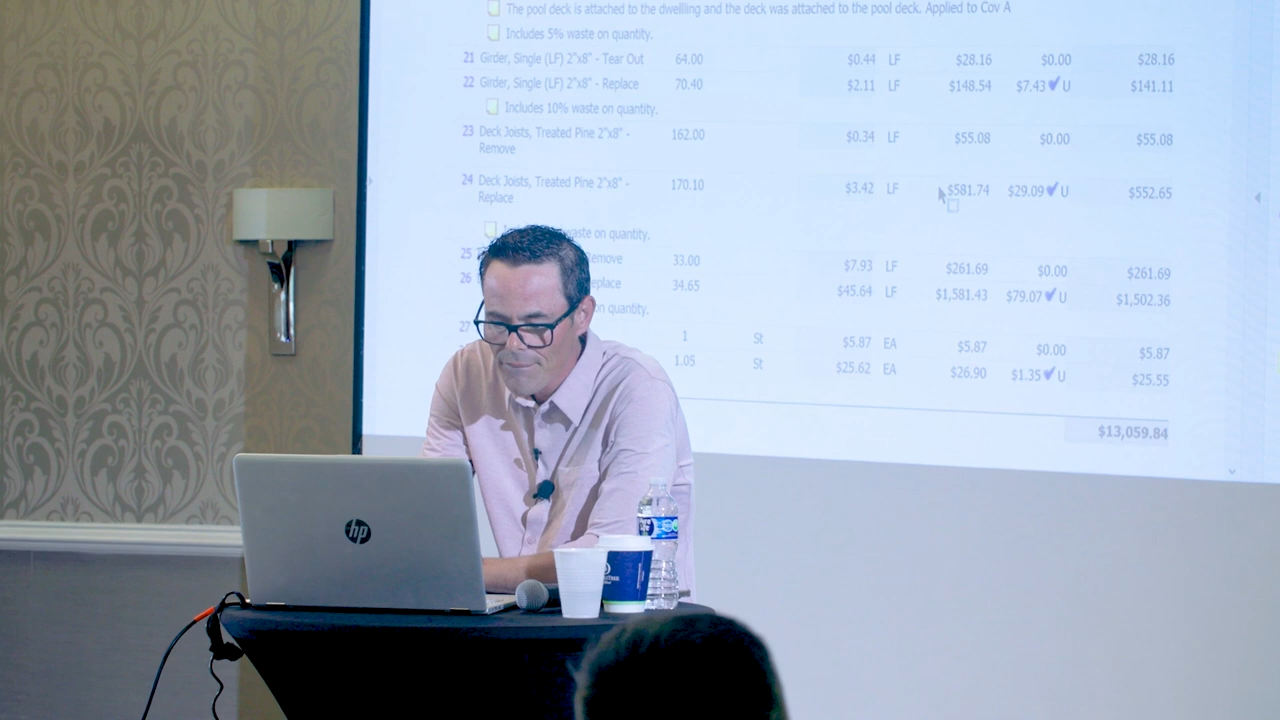 The pool deck is attached to the dwelling and the deck was attached to the pool deck. Applied to Cov A
Includes 5% waste on quantity.
21 Girder, Single (LF) 2"x8" - Tear Out 64.00 $0.44 LF $28.16 $0.00 $28.16
22 Girder, Single (LF) 2"x8" - Replace 70.40 $2.11 LF $148.54 $7.43 U $141.11
Includes 10% waste on quantity.
23 Deck Joists, Treated Pine 2"x8" - 162.00 $0.34 LF $55.08 $0.00 $55.08
Remove
24 Deck Joists, Treated Pine 2"x8" - 170.10 $3.42 LF $581.74 $29.09 U $552.65
Replace
waste on quantity.
25 Remove 33.00 $7.93 LF $261.69 $0.00 $261.69
26 Replace 34.65 $45.64 LF $1,581.43 $79.07 U $1,502.36
on quantity.
27 1 St $5.87 EA $5.87 $0.00 $5.87
1.05 St $25.62 EA $26.90 $1.35 U $25.55
$13,059.84
hp